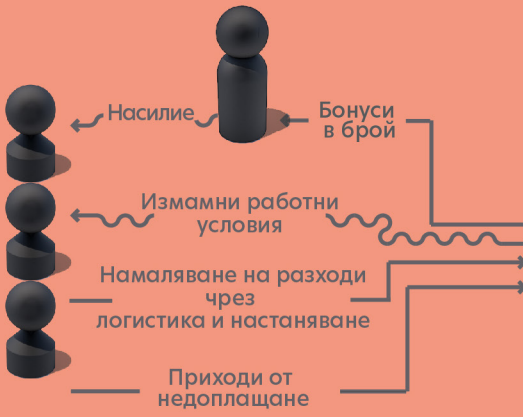 Насилие
Бонуси
в брой
Измамни работни
условия
Намаляване на разходи
чрез
логистика и настаняване
Приходи от
недоплащане